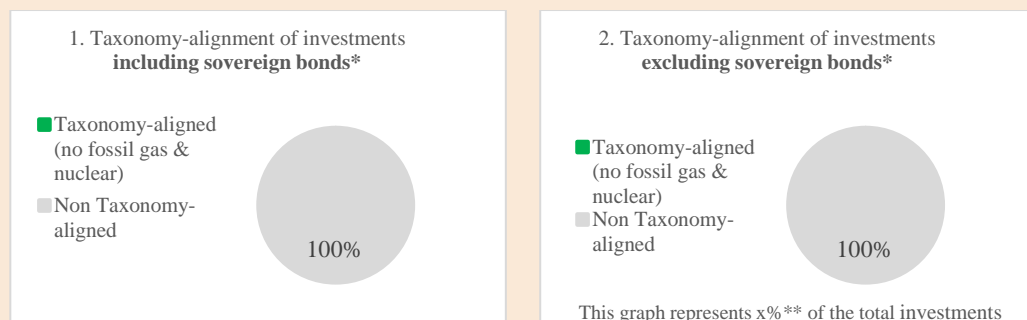 1. Taxonomy-alignment of investments
including sovereign bonds*
Taxonomy-aligned
(no fossil gas &
nuclear)
Non Taxonomy-
aligned
100%
2. Taxonomy-alignment of investments
excluding sovereign bonds*
Taxonomy-aligned
(no fossil gas &
nuclear)
Non Taxonomy-
aligned
100%
This graph represents x%** of the total investments